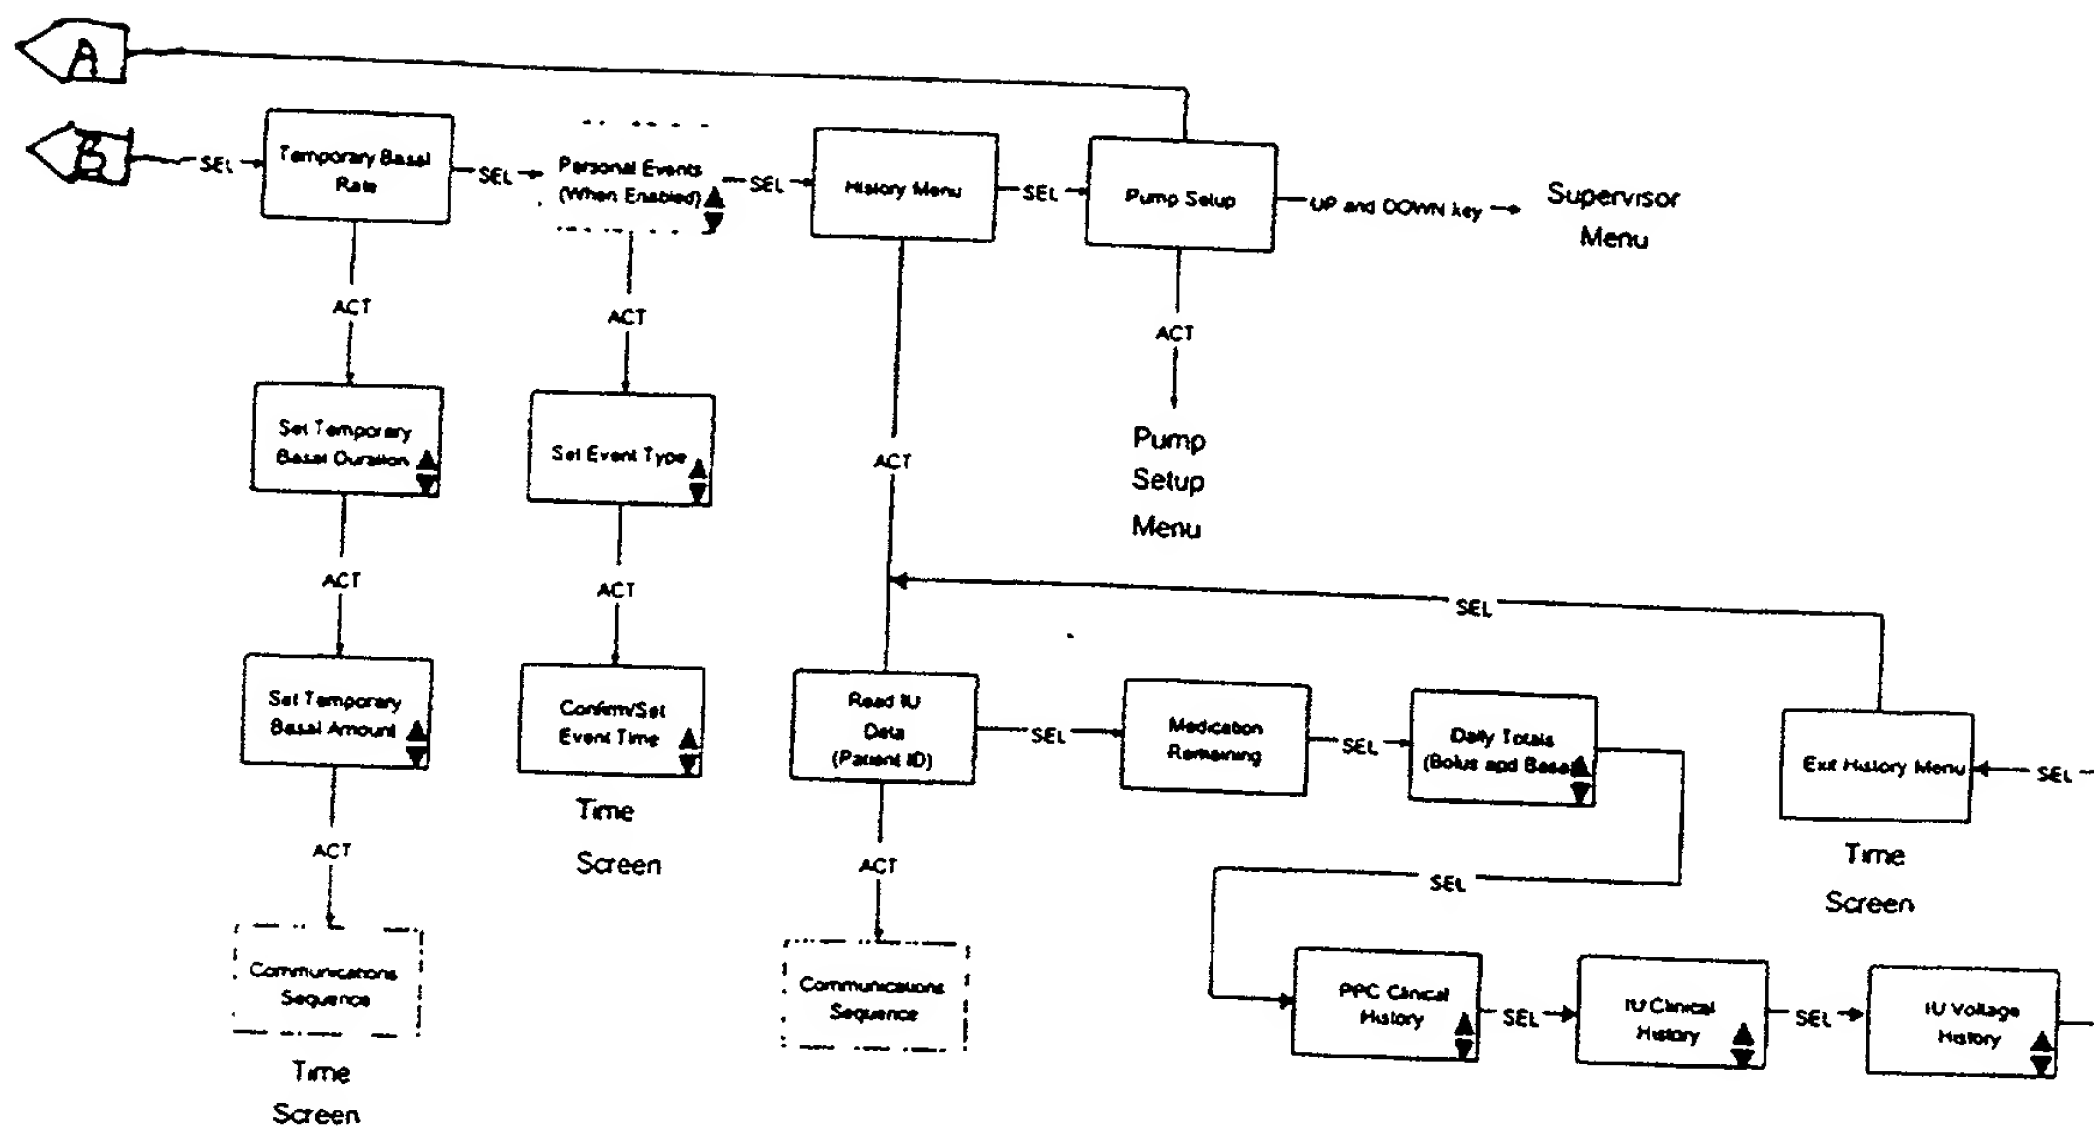 A
B
SEL
Temporary Basal
Rate
SEL
Personal Events
(When Enabled)
SEL
History Menu
SEL
Pump Setup
UP and DOWN key
Supervisor
Menu
ACT
ACT
ACT
ACT
Set Temporary
Basal Duration
Set Event Type
Pump
Setup
Menu
ACT
ACT
SEL
Set Temporary
Basal Amount
Confirm/Set
Event Time
Read IU
Data
(Patient ID)
SEL
Medication
Remaining
SEL
Daily Totals
(Bolus and Basal
Exit History Menu
SEL
Time
Screen
Time
Screen
ACT
ACT
SEL
Communications
Sequence
Communications
Sequence
PPC Clinical
History
SEL
IU Clinical
History
SEL
IU Voltage
History
Time
Screen